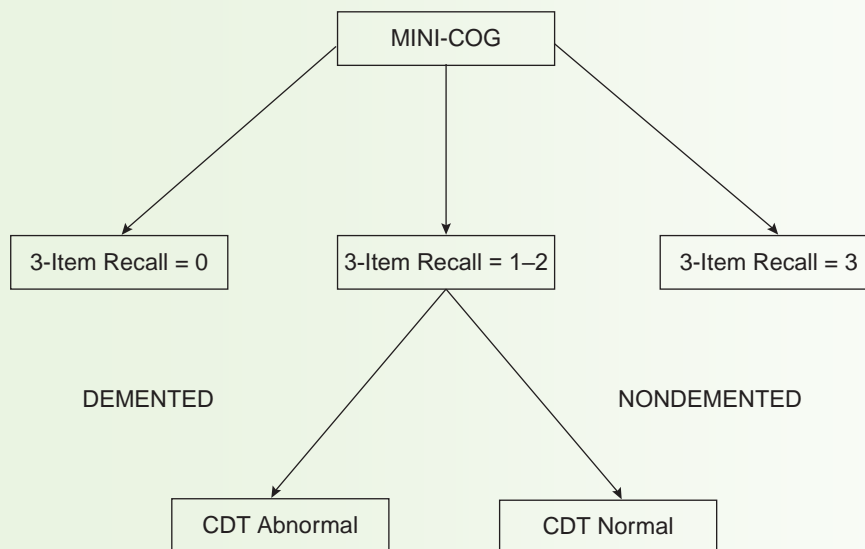 MINI-COG
3-Item Recall = 0
3-Item Recall = 1–2
3-Item Recall = 3
DEMENTED
NONDEMENTED
CDT Abnormal
CDT Normal